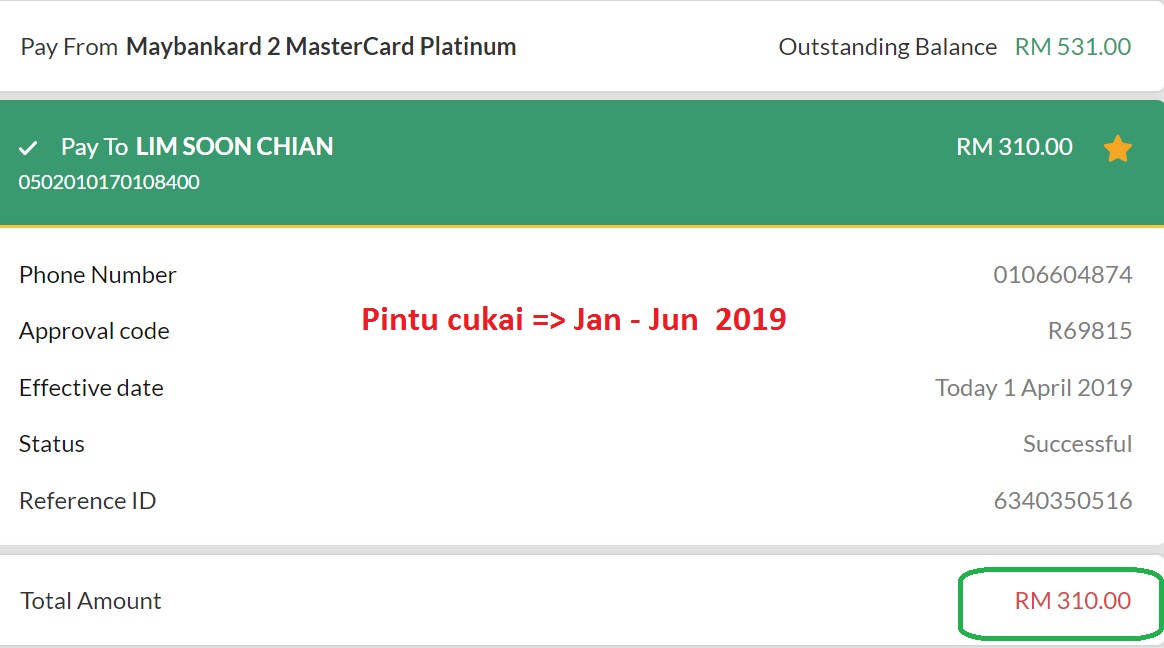 Pay From Maybankard 2 MasterCard Platinum Outstanding Balance RM 531.00
Pay To LIM SOON CHIAN RM 310.00
0502010170108400
Phone Number 0106604874
Pintu cukai => Jan - Jun 2019
Approval code R69815
Effective date Today 1 April 2019
Status Successful
Reference ID 6340350516
Total Amount RM 310.00